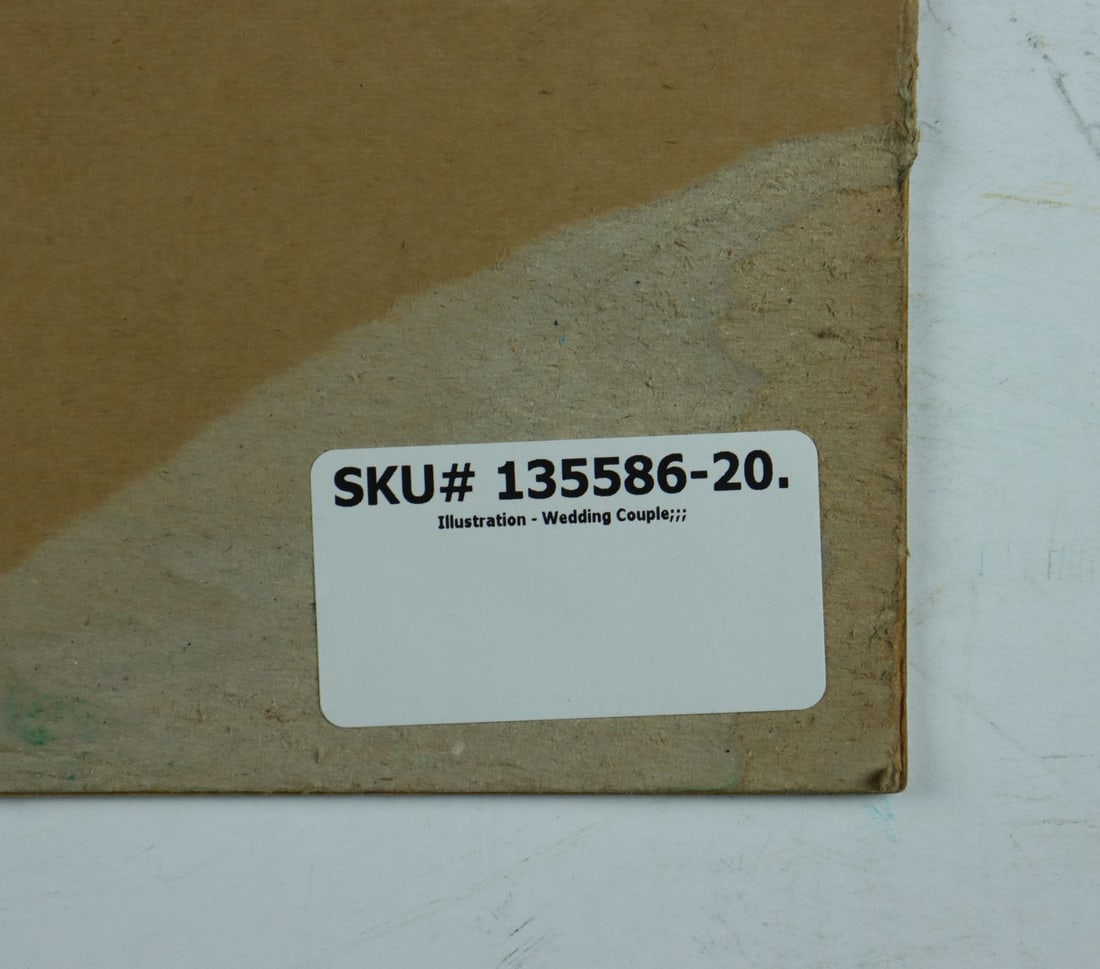 SKU# 135586-20.
Illustration - Wedding Couple;;;